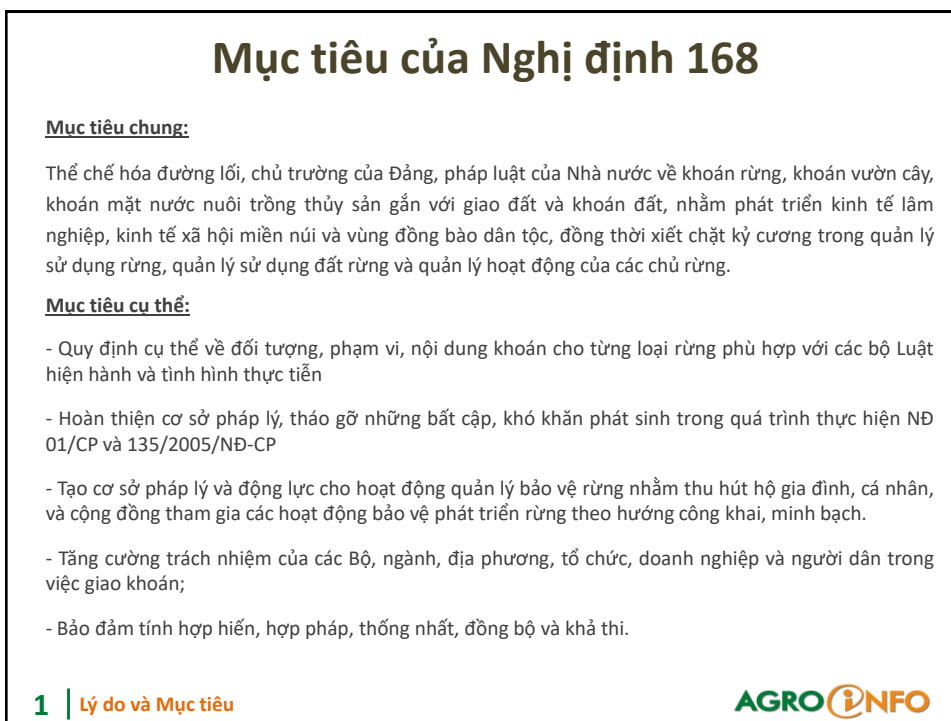 Mục tiêu của Nghị định 168
Mục tiêu chung:
Thể chế hóa đường lối, chủ trường của Đảng, pháp luật của Nhà nước về khoán rừng, khoán vườn cây,
khoán mặt nước nuôi trồng thủy sản gắn với giao đất và khoán đất, nhằm phát triển kinh tế lâm
nghiệp, kinh tế xã hội miền núi và vùng đồng bào dân tộc, đồng thời xiết chặt kỷ cương trong quản lý
sử dụng rừng, quản lý sử dụng đất rừng và quản lý hoạt động của các chủ rừng.
Mục tiêu cụ thể:
- Quy định cụ thể về đối tượng, phạm vi, nội dung khoán cho từng loại rừng phù hợp với các bộ Luật
hiện hành và tình hình thực tiễn
- Hoàn thiện cơ sở pháp lý, tháo gỡ những bất cập, khó khăn phát sinh trong quá trình thực hiện NĐ
01/CP và 135/2005/NĐ-CP
- Tạo cơ sở pháp lý và động lực cho hoạt động quản lý bảo vệ rừng nhằm thu hút hộ gia đình, cá nhân,
và cộng đồng tham gia các hoạt động bảo vệ phát triển rừng theo hướng công khai, minh bạch.
- Tăng cường trách nhiệm của các Bộ, ngành, địa phương, tổ chức, doanh nghiệp và người dân trong
việc giao khoán;
- Bảo đảm tính hợp hiến, hợp pháp, thống nhất, đồng bộ và khả thi.
1 Lý do và Mục tiêu
AGROINFO